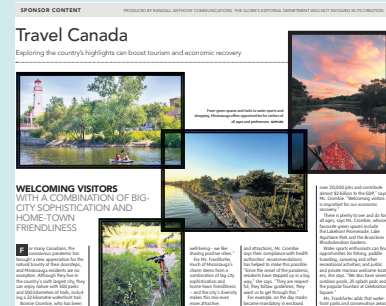 SPONSOR CONTENT
PRODUCED BY RANDALL ANTHONY COMMUNICATIONS. THE GLOBE'S EDITORIAL DEPARTMENT WAS NOT INVOLVED IN ITS CREATION.
Travel Canada
Exploring the country's highlights can boost tourism and economic recovery
From green spaces and trails to water sports and
shopping, Mississauga offers opportunities for visitors of
all ages and preferences.
WELCOMING VISITORS
WITH A COMBINATION OF BIG-
CITY SOPHISTICATION AND
HOME-TOWN
FRIENDLINESS
For many Canadians, the
coronavirus pandemic has
brought a new appreciation for the
natural bounty at their doorsteps,
and Mississauga residents are no
exception. Although they live in
the country's sixth largest city, they
can enjoy nature with 500 parks
and 500 kilometres of trails, includ-
ing a 22-kilometre waterfront trail.
Bonnie Crombie, who has been
well-being – we like
sharing positive vibes."
For Ms. Frankfurter,
much of Mississauga's
charm stems from a
combination of big-city
sophistication and
home-town friendliness
– and the city's diversity
makes this mix even
more attractive.
and attractions, Ms. Crombie
says their compliance with health
authorities' recommendations
has helped to make this possible.
"Since the onset of the pandemic,
residents have stepped up in a big
way," she says. "They are respect-
ful, they follow guidelines, they
want us to get through this."
For example, on the day masks
became mandatory in enclosed
over 20,000 jobs and contribute
almost $2-billion to the GDP," says
Ms. Crombie. "Welcoming visitors
is important for our economic
recovery."
There is plenty to see and do for
all ages, says Ms. Crombie, whose
favourite green spaces include
the Lakefront Promenade, Lake
Aquitaine Park and the Brueckner
Rhododendron Gardens.
Water sports enthusiasts can find
opportunities for fishing, paddle-
boarding, canoeing and other
recreational activities, and public
and private marinas welcome boat-
ers, she says. "We also have seven
outdoor pools, 26 splash pads and
the popular fountain at Celebration
Square."
Ms. Frankfurter adds that water-
front parks and conservation areas